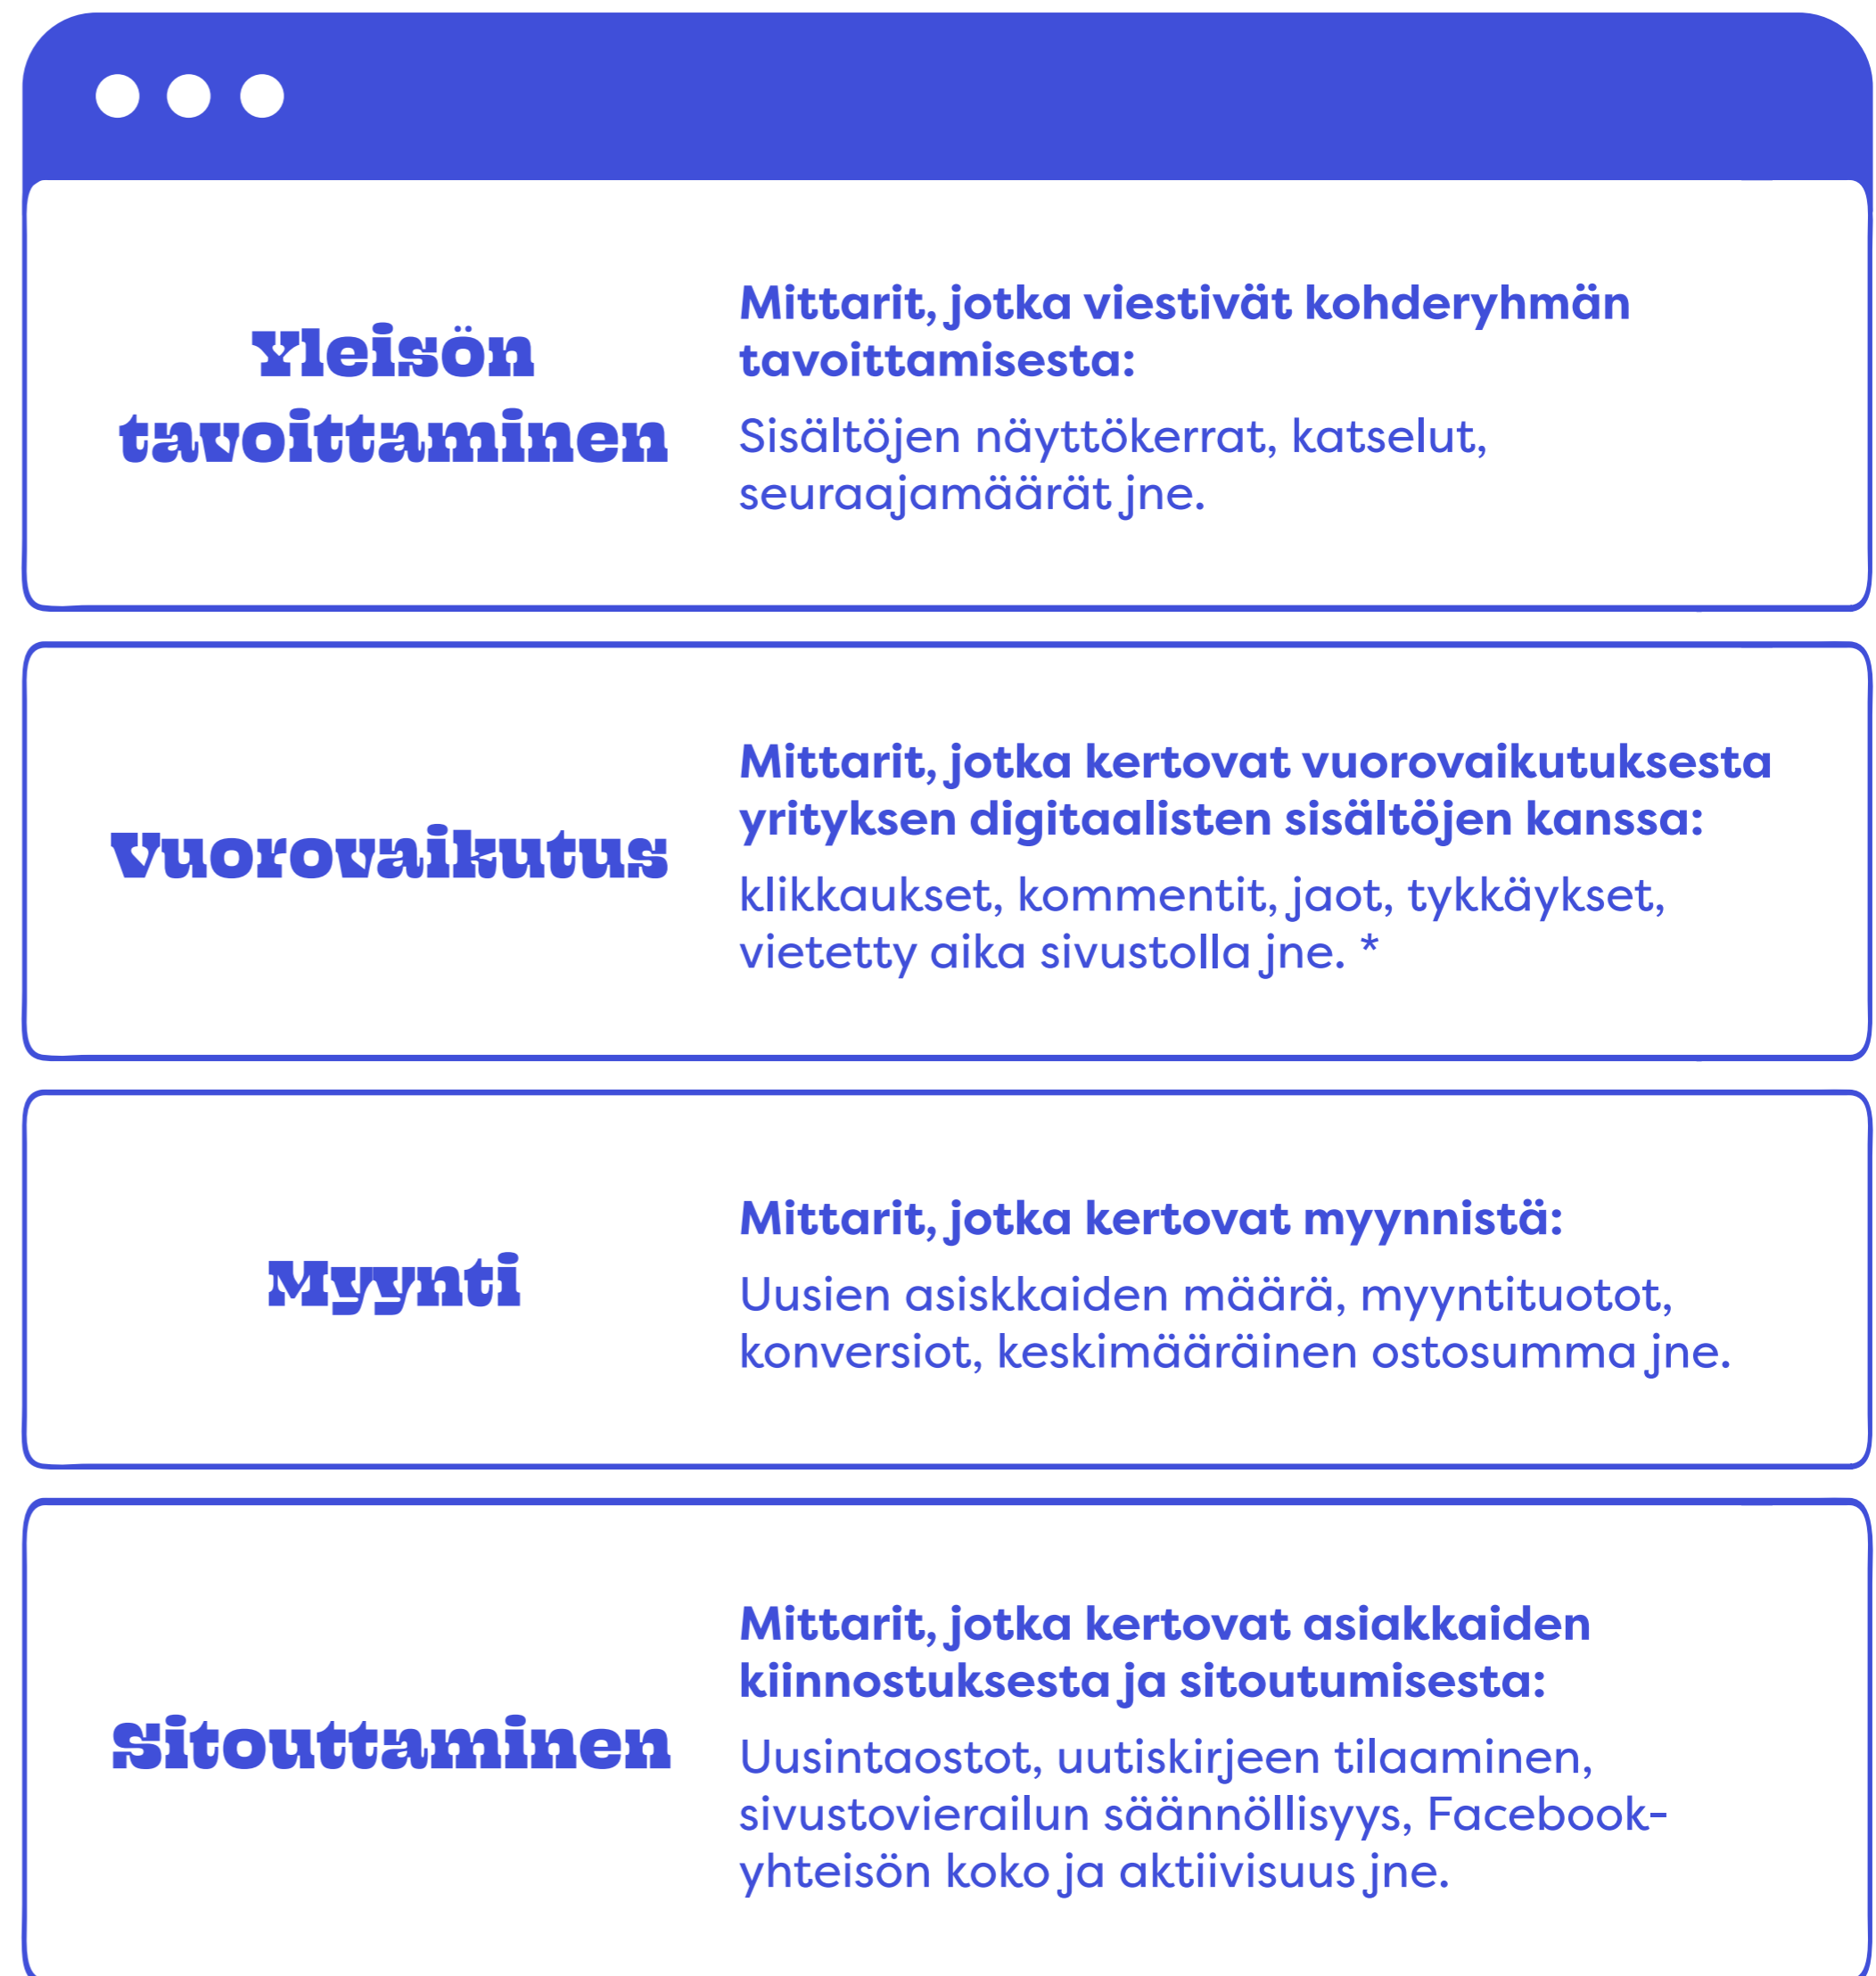 Yleisön
tavoittaminen
Mittarit, jotka viestivät kohderyhmän
tavoittamisesta:
Sisältöjen näyttökerrat, katselut,
seuraajamäärät jne.
Vuorovaikutus
Mittarit, jotka kertovat vuorovaikutuksesta
yrityksen digitaalisten sisältöjen kanssa:
klikkaukset, kommentit, jaot, tykkäykset,
vietetty aika sivustolla jne. *
Myynti
Mittarit, jotka kertovat myynnistä:
Uusien asiskkaiden määrä, myyntituotot,
konversiot, keskimääräinen ostosumma jne.
Sitouttaminen
Mittarit, jotka kertovat asiakkaiden
kiinnostuksesta ja sitoutumisesta:
Uusintaostot, uutiskirjeen tilaaminen,
sivustovierailun säännöllisyys, Facebook-
yhteisön koko ja aktiivisuus jne.